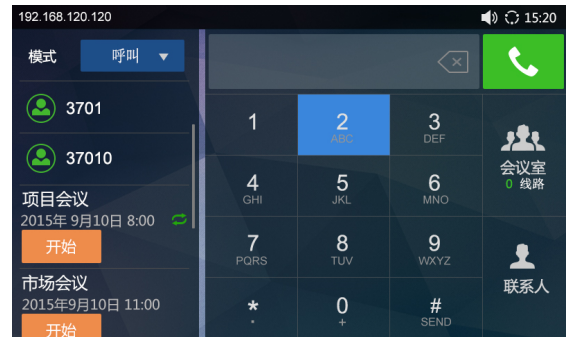 192.168.120.120
15:20
模式
呼叫
3701
37010
项目会议
2015年 9月10日 8:00
开始
市场会议
2015年9月10日 11:00
开始
1
2
ABC
3
DEF
4
GHI
5
JKL
6
MNO
7
PQRS
8
TUV
9
WXYZ
*
0
+
#
SEND
会议室
0 线路
联系人